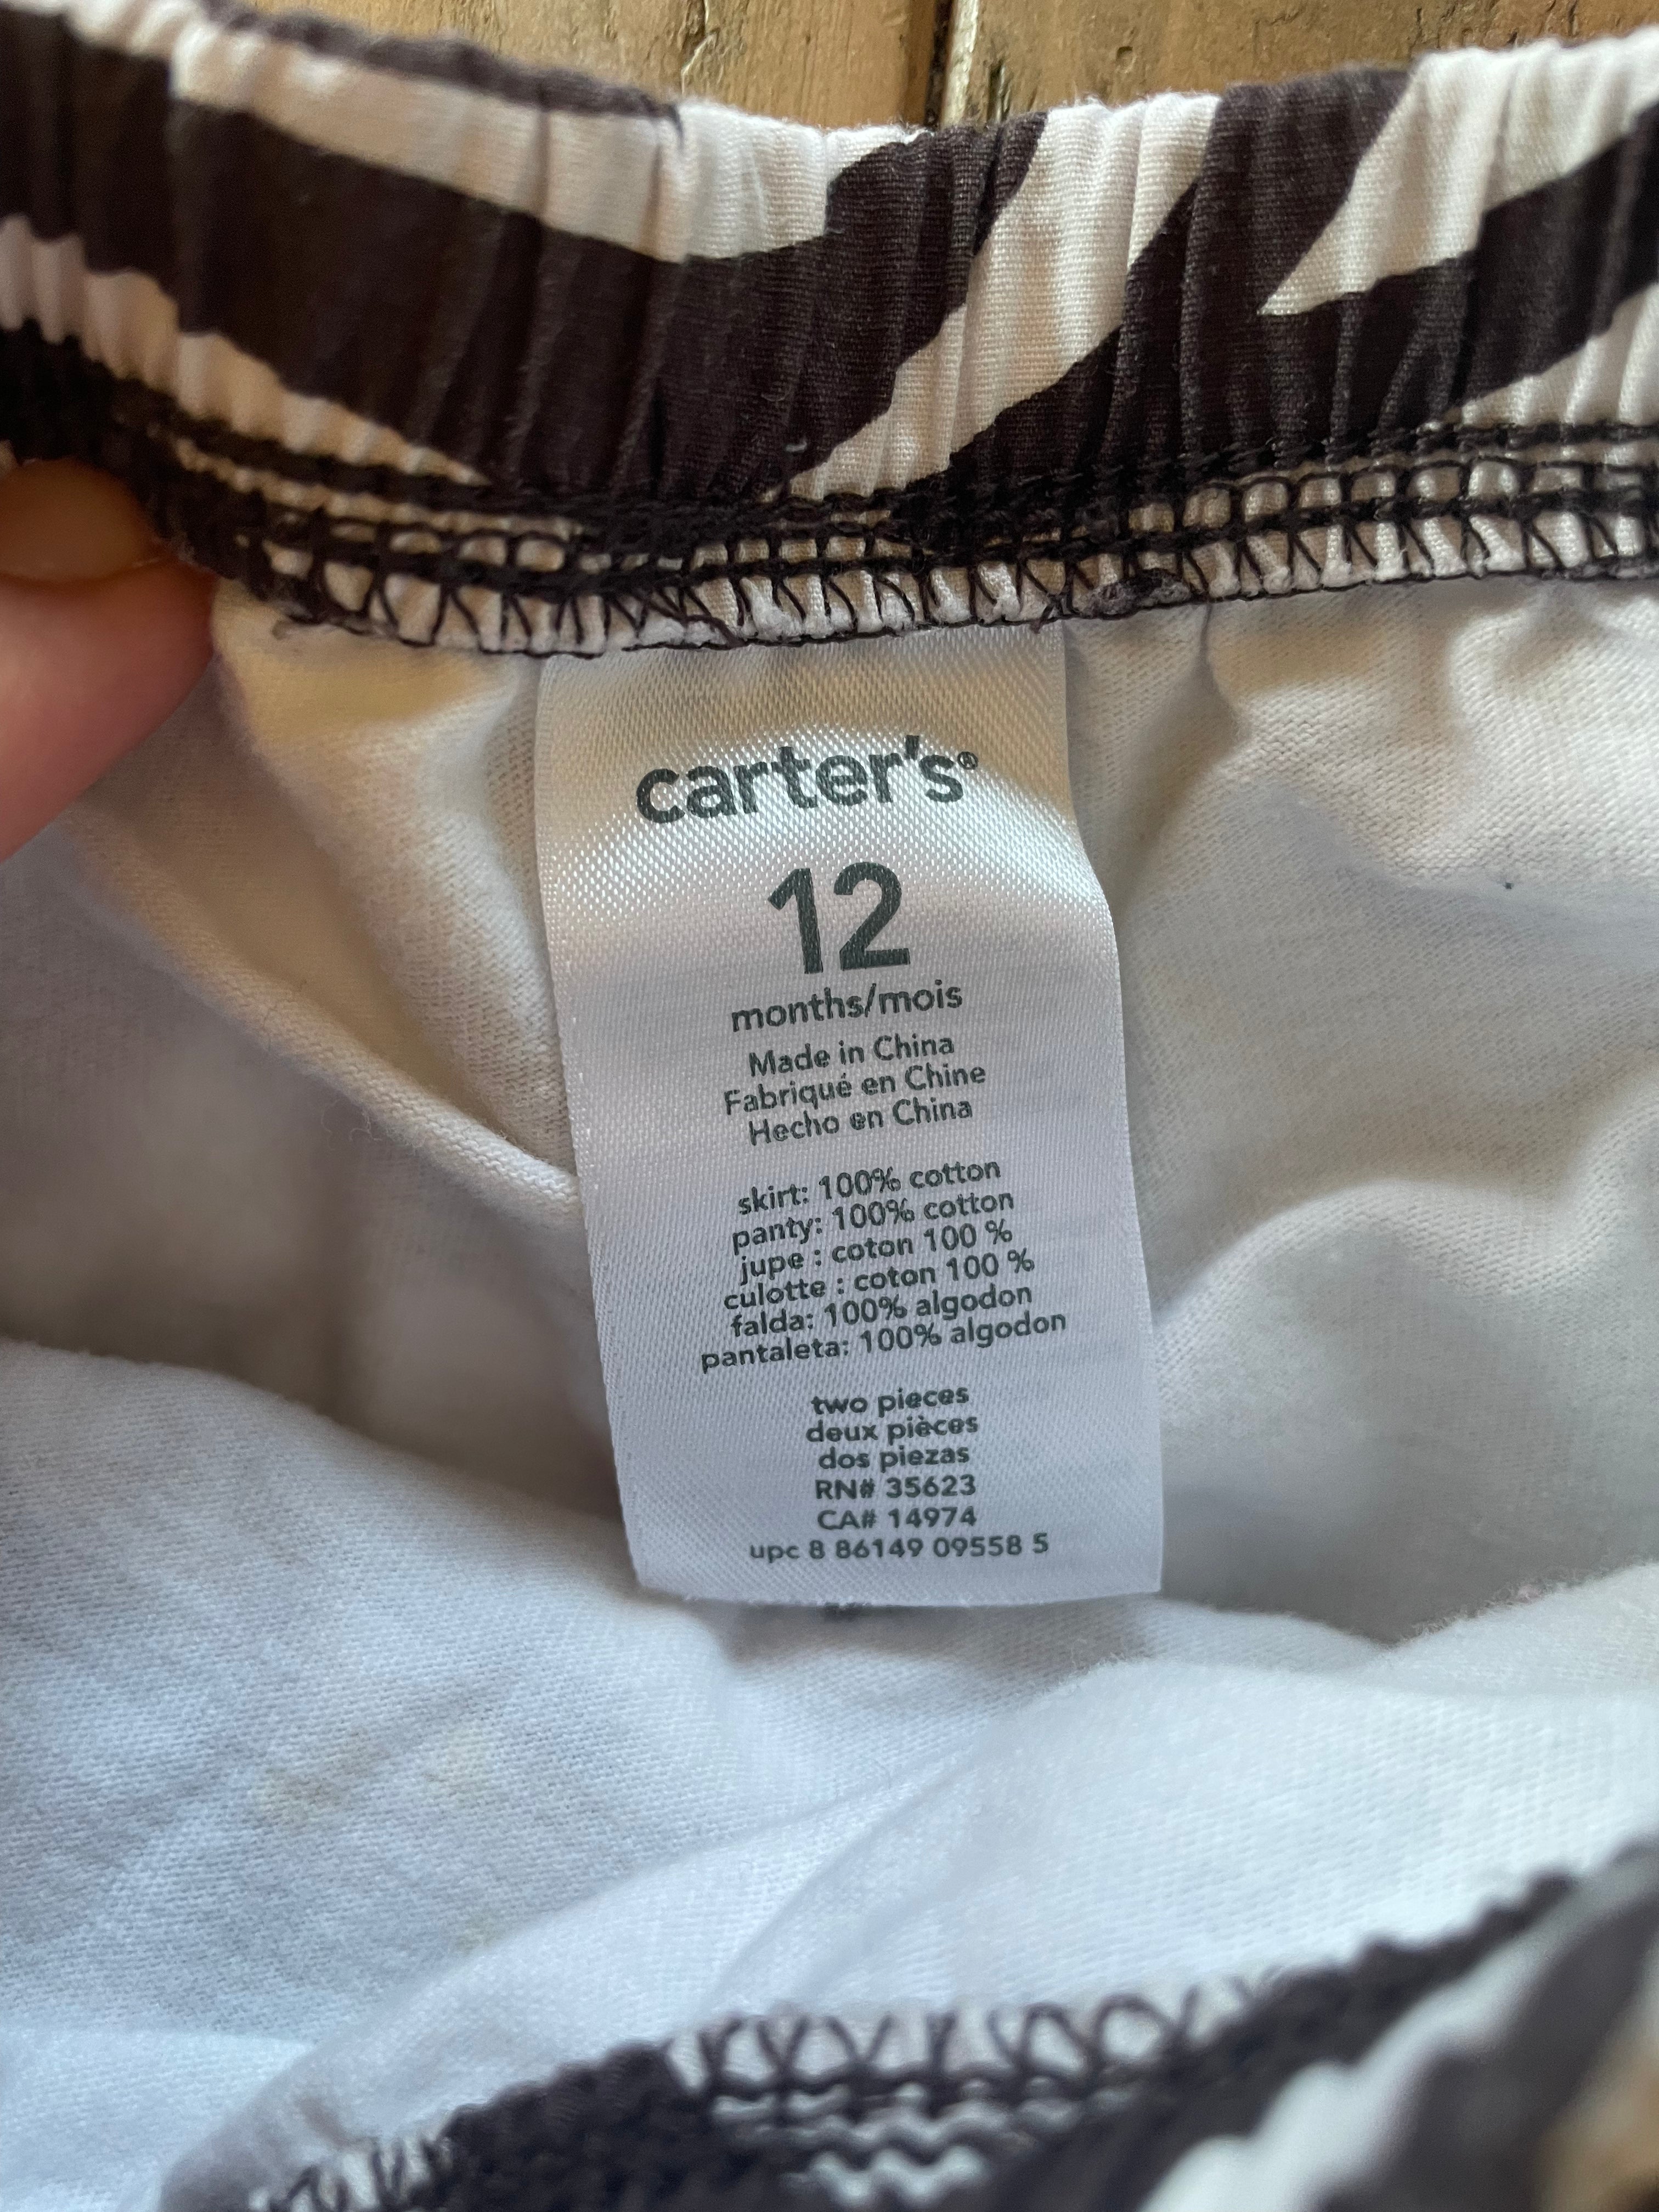 carter's®
12
months/mois
Made in China
Fabriqué en Chine
Hecho en China
skirt: 100% cotton
panty: 100% cotton
jupe : coton 100 %
culotte : coton 100 %
falda: 100% algodon
pantaleta: 100% algodon
two pieces
deux pièces
dos piezas
RN# 35623
CA# 14974
upc 8 86149 09558 5